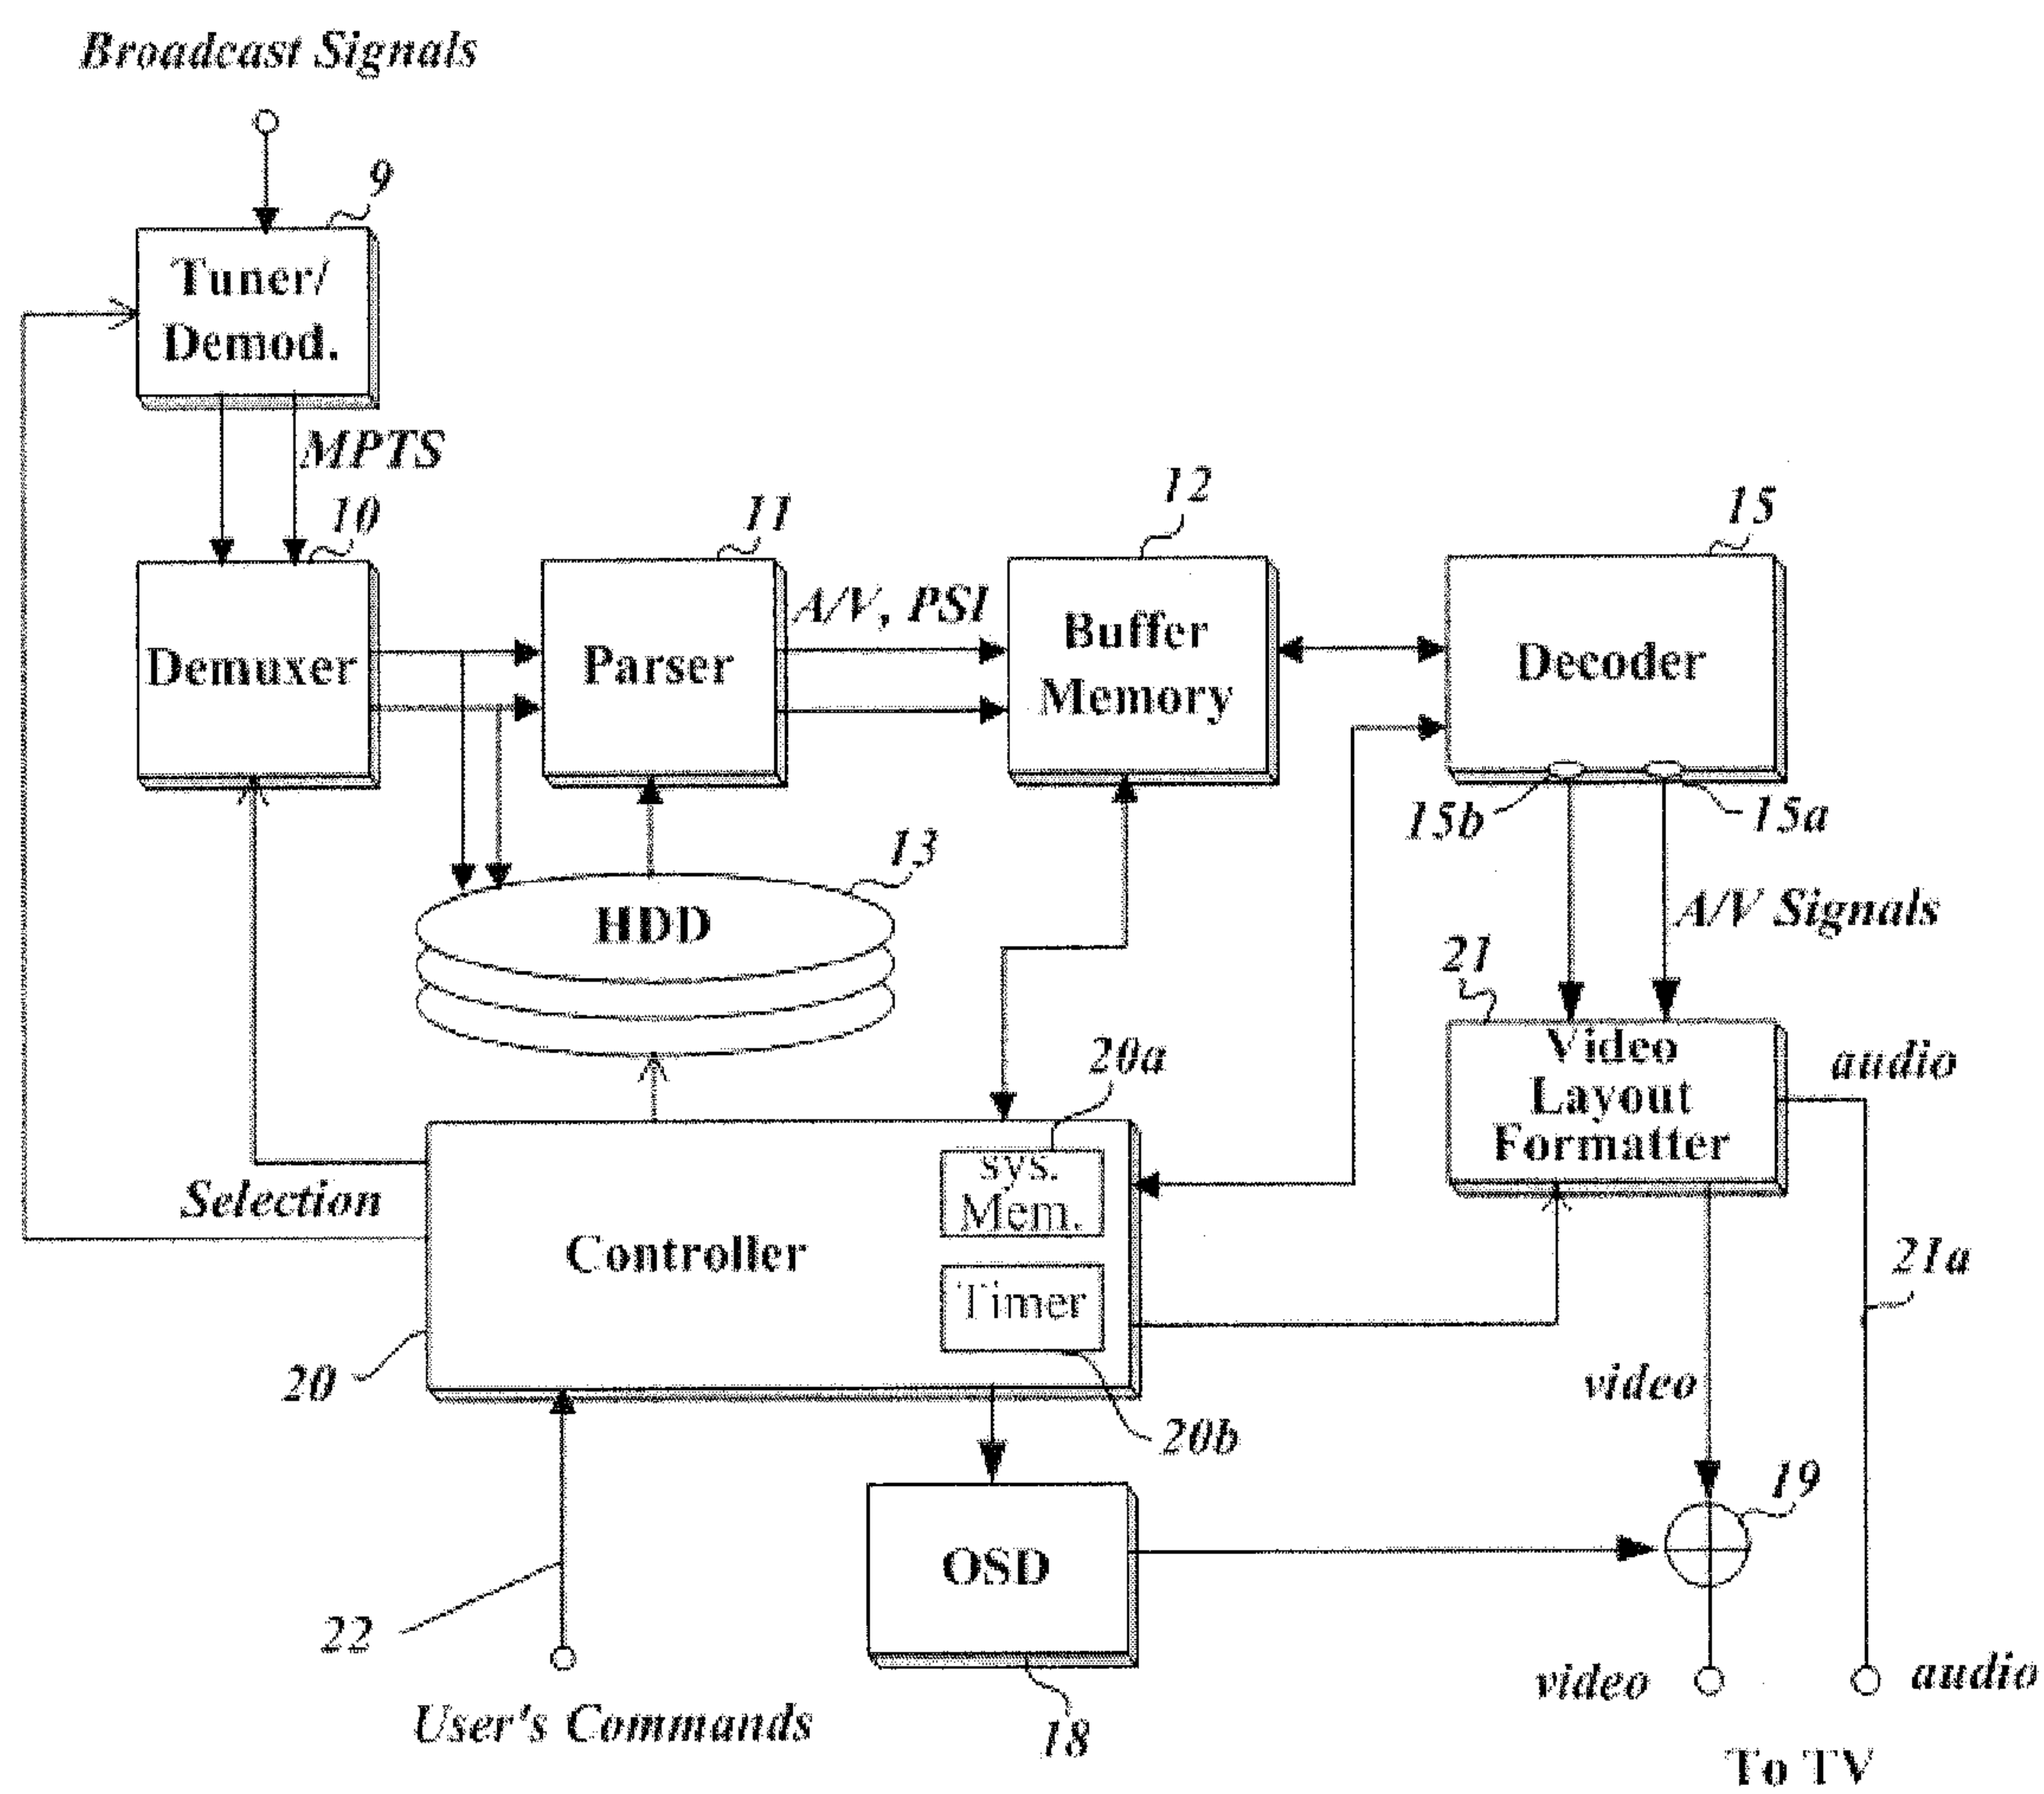 Broadcast Signals
9
Tuner/
Demod.
MPTS
10
11
12
15
Demuxer
Parser
A/V, PSI
Buffer
Memory
Decoder
15b
15a
13
HDD
A/V Signals
21
Video
Layout
Formatter
audio
20a
sys.
Mem.
Selection
Controller
Timer
21a
20
20b
video
19
OSD
22
18
User's Commands
video
audio
To TV